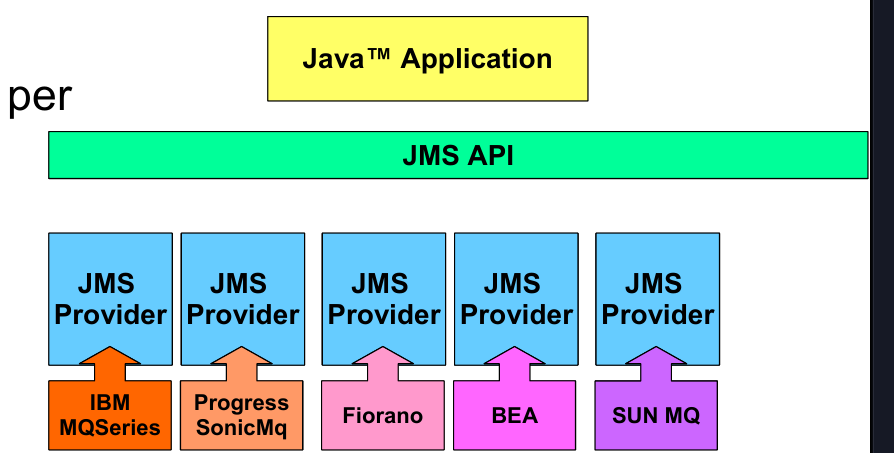 Java™ Application
per
JMS API
JMS
Provider
JMS
Provider
JMS
Provider
JMS
Provider
JMS
Provider
IBM
MQSeries
Progress
SonicMq
Fiorano
BEA
SUN MQ